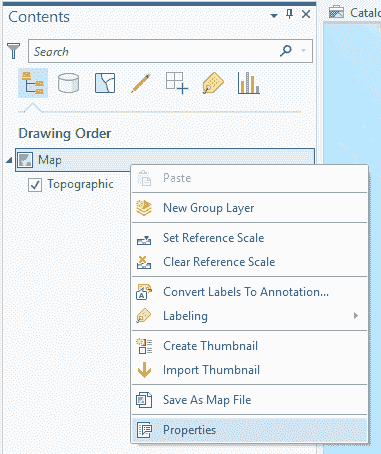 Contents
Catalo
Search
Drawing Order
Map
Topographic
Paste
New Group Layer
Set Reference Scale
Clear Reference Scale
Convert Labels To Annotation...
Labeling
Create Thumbnail
Import Thumbnail
Save As Map File
Properties